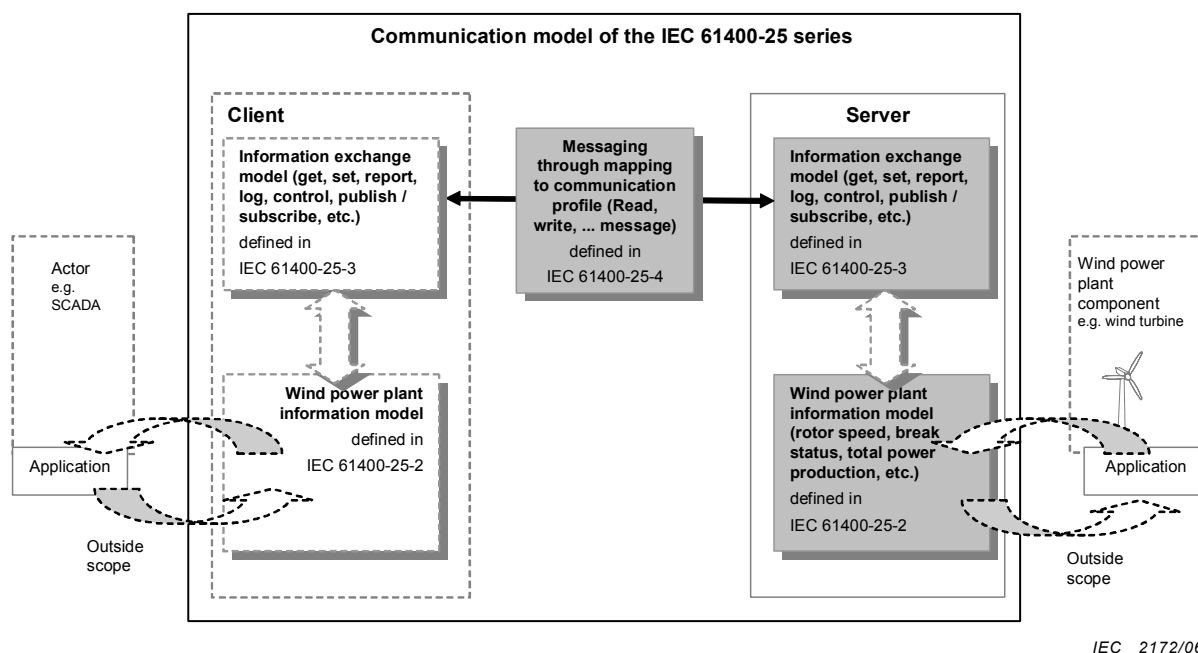 Communication model of the IEC 61400-25 series
Client
Information exchange
model (get, set, report,
log, control, publish /
subscribe, etc.)
defined in
IEC 61400-25-3
Messaging
through mapping
to communication
profile (Read,
write, ... message)
defined in
IEC 61400-25-4
Server
Information exchange
model (get, set, report,
log, control, publish /
subscribe, etc.)
defined in
IEC 61400-25-3
Actor
e.g.
SCADA
Wind power
plant
component
e.g. wind turbine
Wind power plant
information model
defined in
IEC 61400-25-2
Wind power plant
information model
(rotor speed, break
status, total power
production, etc.)
defined in
IEC 61400-25-2
Application
Application
Outside
scope
Outside
scope
IEC 2172/06